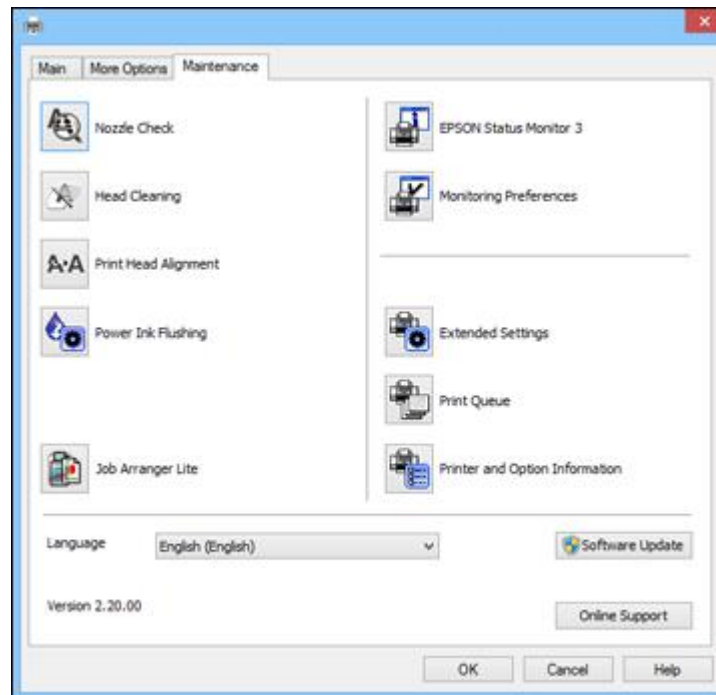 Main
More Options
Maintenance
Nozzle Check
EPSON Status Monitor 3
Head Cleaning
Monitoring Preferences
A·A
Print Head Alignment
Power Ink Flushing
Extended Settings
Print Queue
Job Arranger Lite
Printer and Option Information
Language
English (English)
Software Update
Version 2.20.00
Online Support
OK
Cancel
Help